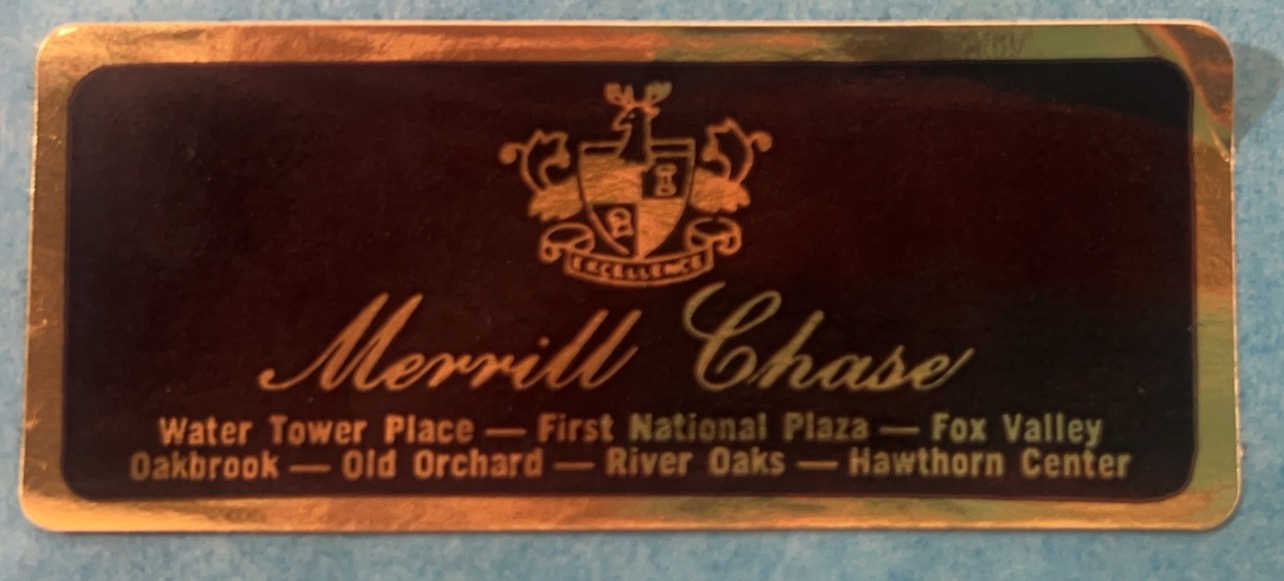 EXCELLENCE
Merrill Chase
Water Tower Place — First National Plaza — Fox Valley
Oakbrook — Old Orchard — River Oaks — Hawthorn Center